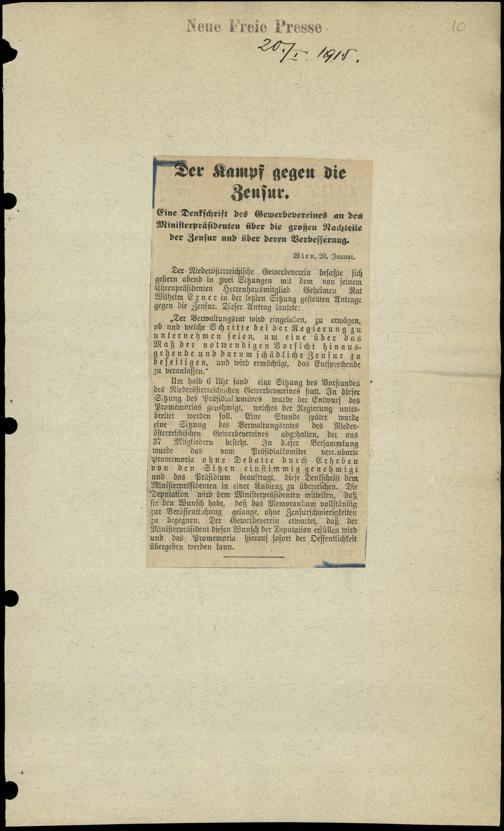 Neue Freie Presse
10
20./I. 1915.
Der Kampf gegen die
Zensur.
Eine Denkschrift des Gewerbevereines an den
Ministerpräsidenten über die großen Nachteile
der Zensur und über deren Verbesserung.
Wien, 20. Januar.
Der Niederösterreichische Gewerbeverein befaßte sich
gestern abend in zwei Sitzungen mit dem von seinem
Ehrenpräsidenten Herrenhausmitglied Geheimen Rat
Wilhelm Exner in der letzten Sitzung gestellten Antrage
gegen die Zensur. Dieser Antrag lautete:
„Der Verwaltungsrat wird eingeladen, zu erwägen,
ob und welche Schritte bei der Regierung zu
unternehmen seien, um eine über das
Maß der notwendigen Vorsicht hinaus-
gehende und darum schädliche Zensur zu
beseitigen, und wird ermächtigt, das Entsprechende
zu veranlassen.“
Um halb 6 Uhr fand eine Sitzung des Vorstandes
des Niederösterreichischen Gewerbevereines statt. In dieser
Sitzung des Präsidialkomitees wurde der Entwurf des
Promemorias genehmigt, welches der Regierung unter-
breitet werden soll. Eine Stunde später wurde
eine Sitzung des Verwaltungsrates des Nieder-
österreichischen Gewerbevereines abgehalten, der aus
37 Mitgliedern besteht. In dieser Versammlung
wurde das vom Präsidialkomitee vereinbarte
Promemoria ohne Debatte durch Erheben
von den Sitzen einstimmig genehmigt
und das Präsidium beauftragt, diese Denkschrift dem
Ministerpräsidenten in einer Audienz zu überreichen. Die
Deputation wird dem Ministerpräsidenten mitteilen, daß
sie den Wunsch habe, daß das Memorandum vollständig
zur Veröffentlichung gelange, ohne Zensurschwierigkeiten
zu begegnen. Der Gewerbeverein erwartet, daß der
Ministerpräsident diesen Wunsch der Deputation erfüllen wird
und das Promemoria hierauf sofort der Oeffentlichkeit
übergeben werden kann.